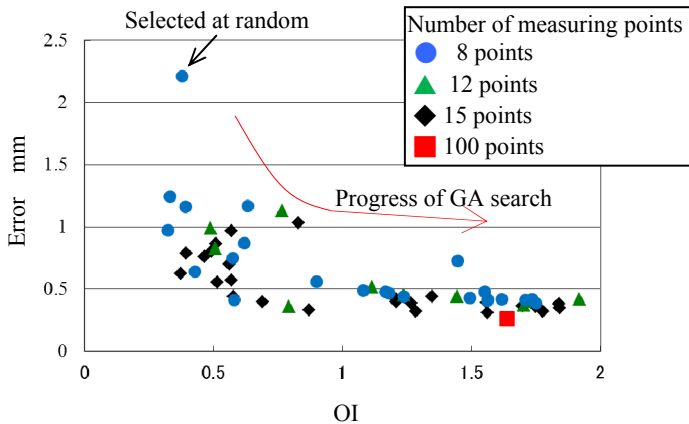 Selected at random
Number of measuring points
8 points
12 points
15 points
100 points
Progress of GA search
Error mm
2.5
2
1.5
1
0.5
0
0
0.5
1
1.5
2
OI